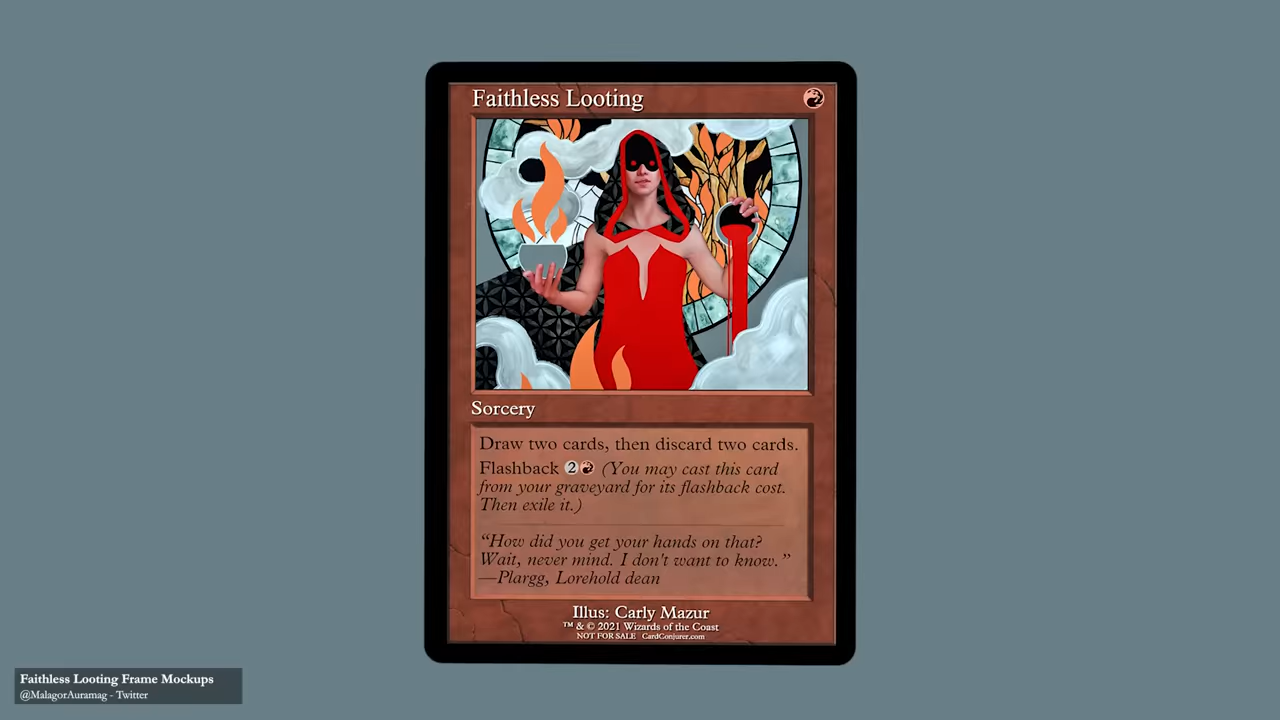 Faithless Looting
Sorcery
Draw two cards, then discard two cards.
Flashback 2 (You may cast this card
from your graveyard for its flashback cost.
Then exile it.)
“How did you get your hands on that?
Wait, never mind. I don't want to know.”
—Plargg, Lorehold dean
Illus: Carly Mazur
™ & © 2021 Wizards of the Coast
NOT FOR SALE CardConjurer.com
Faithless Looting Frame Mockups
@MalagorAuramag - Twitter